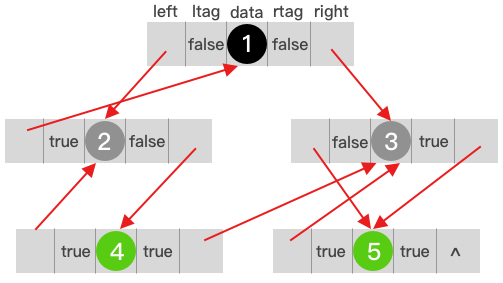 left ltag data rtag right
false 1 false
true 2 false
false 3 true
true 4 true
true 5 true ^